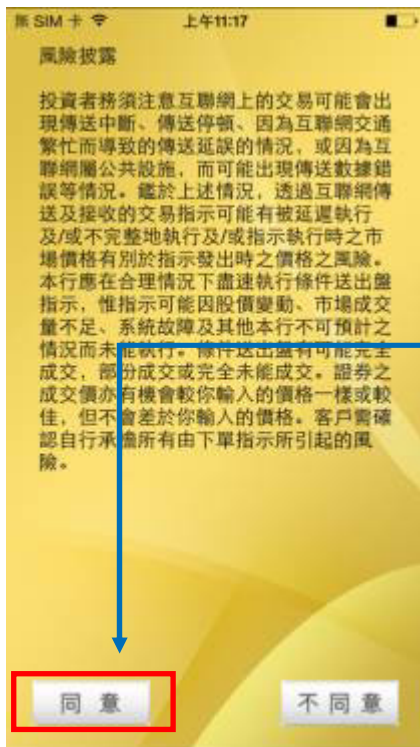 無 SIM 卡 上午11:17
風險披露
投資者務須注意互聯網上的交易可能會出
現傳送中斷、傳送停頓、因為互聯網交通
繁忙而導致的傳送延誤的情況，或因為互
聯網屬公共設施，而可能出現傳送數據錯
誤等情況。鑑於上述情況，透過互聯網傳
送及接收的交易指示可能有被延遲執行
及/或不完整地執行及/或指示執行時之市
場價格有別於指示發出時之價格之風險。
本行應在合理情況下盡速執行條件送出盤
指示，惟指示可能因股價變動、市場成交
量不足、系統故障及其他本行不可預計之
情況而未能執行。條件送出盤有可能完全
成交，部份成交或完全未能成交。證券之
成交價亦有機會較你輸入的價格一樣或較
佳，但不會差於你輸入的價格。客戶需確
認自行承擔所有由下單指示所引起的風
險。
同意 不同意